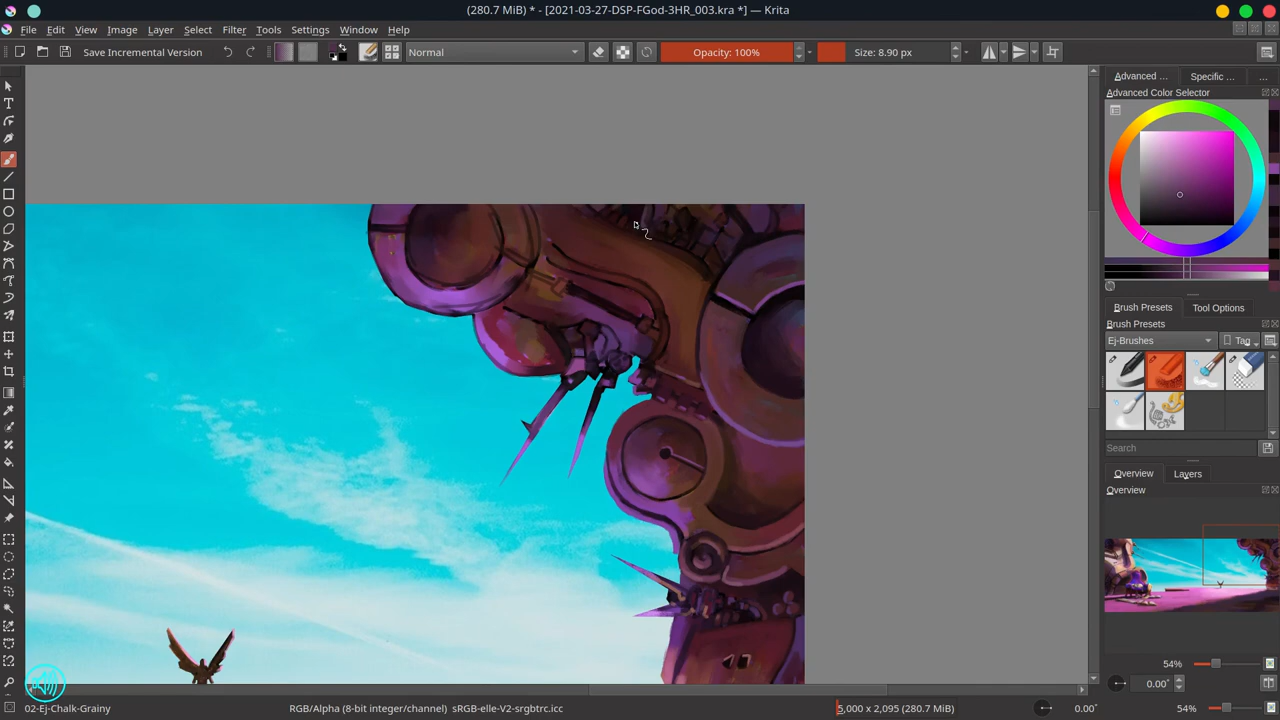 (280.7 MiB) * - [2021-03-27-DSP-FGod-3HR_003.kra *] — Krita
File Edit View Image Layer Select Filter Tools Settings Window Help
Save Incremental Version Normal Opacity: 100% Size: 8.90 px
Advanced ... Specific ... ...
Advanced Color Selector
Brush Presets Tool Options
Brush Presets
Ej-Brushes Tag
Search
Overview Layers
Overview
54%
0.00°
02-Ej-Chalk-Grainy RGB/Alpha (8-bit integer/channel) sRGB-elle-V2-srgbtrc.icc 5,000 x 2,095 (280.7 MiB) 0.00° 54%